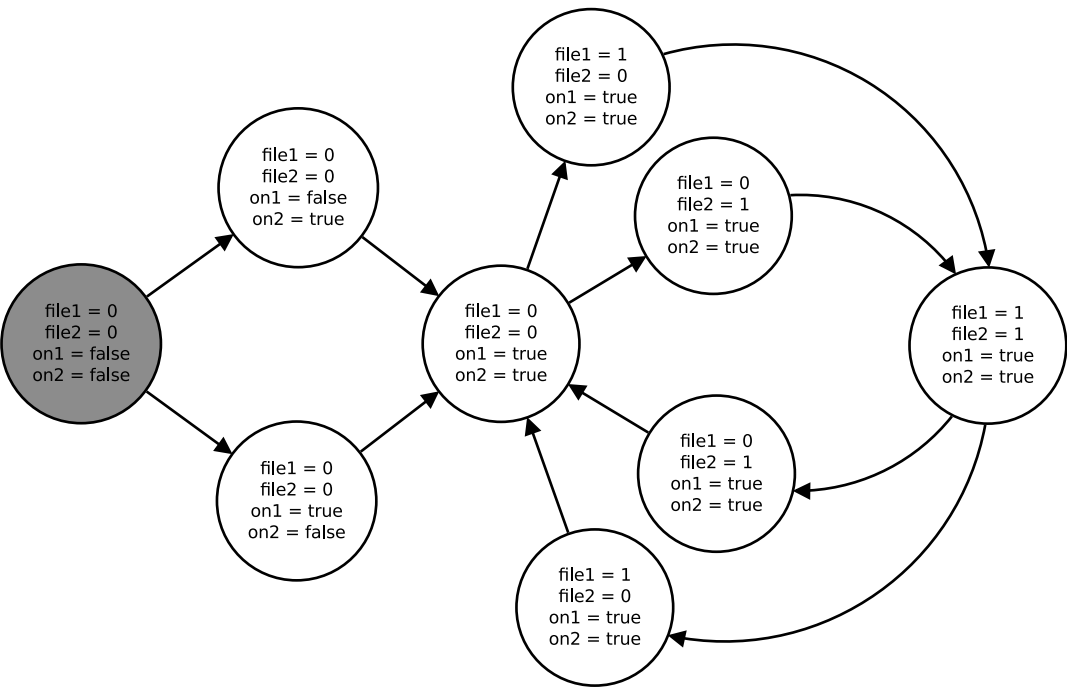 file1 = 1
file2 = 0
on1 = true
on2 = true
file1 = 0
file2 = 0
on1 = false
on2 = true
file1 = 0
file2 = 1
on1 = true
on2 = true
file1 = 0
file2 = 0
on1 = false
on2 = false
file1 = 0
file2 = 0
on1 = true
on2 = true
file1 = 1
file2 = 1
on1 = true
on2 = true
file1 = 0
file2 = 0
on1 = true
on2 = false
file1 = 0
file2 = 1
on1 = true
on2 = true
file1 = 1
file2 = 0
on1 = true
on2 = true